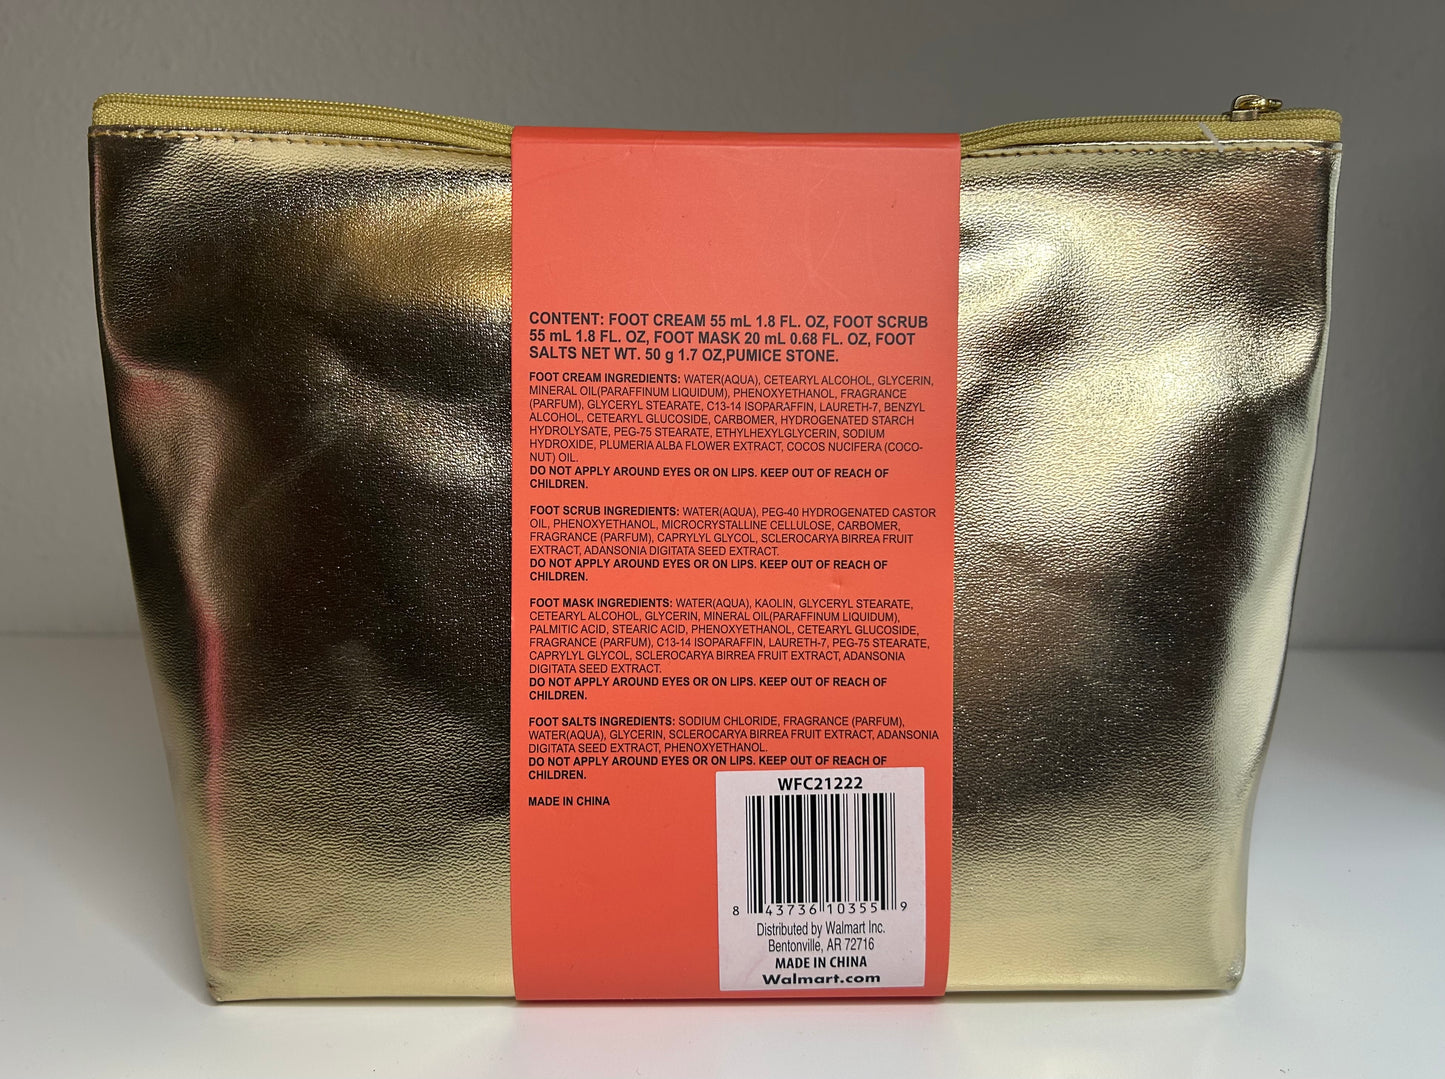 CONTENT: FOOT CREAM 55 mL 1.8 FL. OZ, FOOT SCRUB
55 mL 1.8 FL. OZ, FOOT MASK 20 mL 0.68 FL. OZ, FOOT
SALTS NET WT. 50 g 1.7 OZ,PUMICE STONE.
FOOT CREAM INGREDIENTS: WATER(AQUA), CETEARYL ALCOHOL, GLYCERIN,
MINERAL OIL(PARAFFINUM LIQUIDUM), PHENOXYETHANOL, FRAGRANCE
(PARFUM), GLYCERYL STEARATE, C13-14 ISOPARAFFIN, LAURETH-7, BENZYL
ALCOHOL, CETEARYL GLUCOSIDE, CARBOMER, HYDROGENATED STARCH
HYDROLYSATE, PEG-75 STEARATE, ETHYLHEXYLGLYCERIN, SODIUM
HYDROXIDE, PLUMERIA ALBA FLOWER EXTRACT, COCOS NUCIFERA (COCO-
NUT) OIL.
DO NOT APPLY AROUND EYES OR ON LIPS. KEEP OUT OF REACH OF
CHILDREN.
FOOT SCRUB INGREDIENTS: WATER(AQUA), PEG-40 HYDROGENATED CASTOR
OIL, PHENOXYETHANOL, MICROCRYSTALLINE CELLULOSE, CARBOMER,
FRAGRANCE (PARFUM), CAPRYLYL GLYCOL, SCLEROCARYA BIRREA FRUIT
EXTRACT, ADANSONIA DIGITATA SEED EXTRACT.
DO NOT APPLY AROUND EYES OR ON LIPS. KEEP OUT OF REACH OF
CHILDREN.
FOOT MASK INGREDIENTS: WATER(AQUA), KAOLIN, GLYCERYL STEARATE,
CETEARYL ALCOHOL, GLYCERIN, MINERAL OIL(PARAFFINUM LIQUIDUM),
PALMITIC ACID, STEARIC ACID, PHENOXYETHANOL, CETEARYL GLUCOSIDE,
FRAGRANCE (PARFUM), C13-14 ISOPARAFFIN, LAURETH-7, PEG-75 STEARATE,
CAPRYLYL GLYCOL, SCLEROCARYA BIRREA FRUIT EXTRACT, ADANSONIA
DIGITATA SEED EXTRACT.
DO NOT APPLY AROUND EYES OR ON LIPS. KEEP OUT OF REACH OF
CHILDREN.
FOOT SALTS INGREDIENTS: SODIUM CHLORIDE, FRAGRANCE (PARFUM),
WATER(AQUA), GLYCERIN, SCLEROCARYA BIRREA FRUIT EXTRACT, ADANSONIA
DIGITATA SEED EXTRACT, PHENOXYETHANOL.
DO NOT APPLY AROUND EYES OR ON LIPS. KEEP OUT OF REACH OF
CHILDREN.
MADE IN CHINA
WFC21222
8 43736 10355 9
Distributed by Walmart Inc.
Bentonville, AR 72716
MADE IN CHINA
Walmart.com